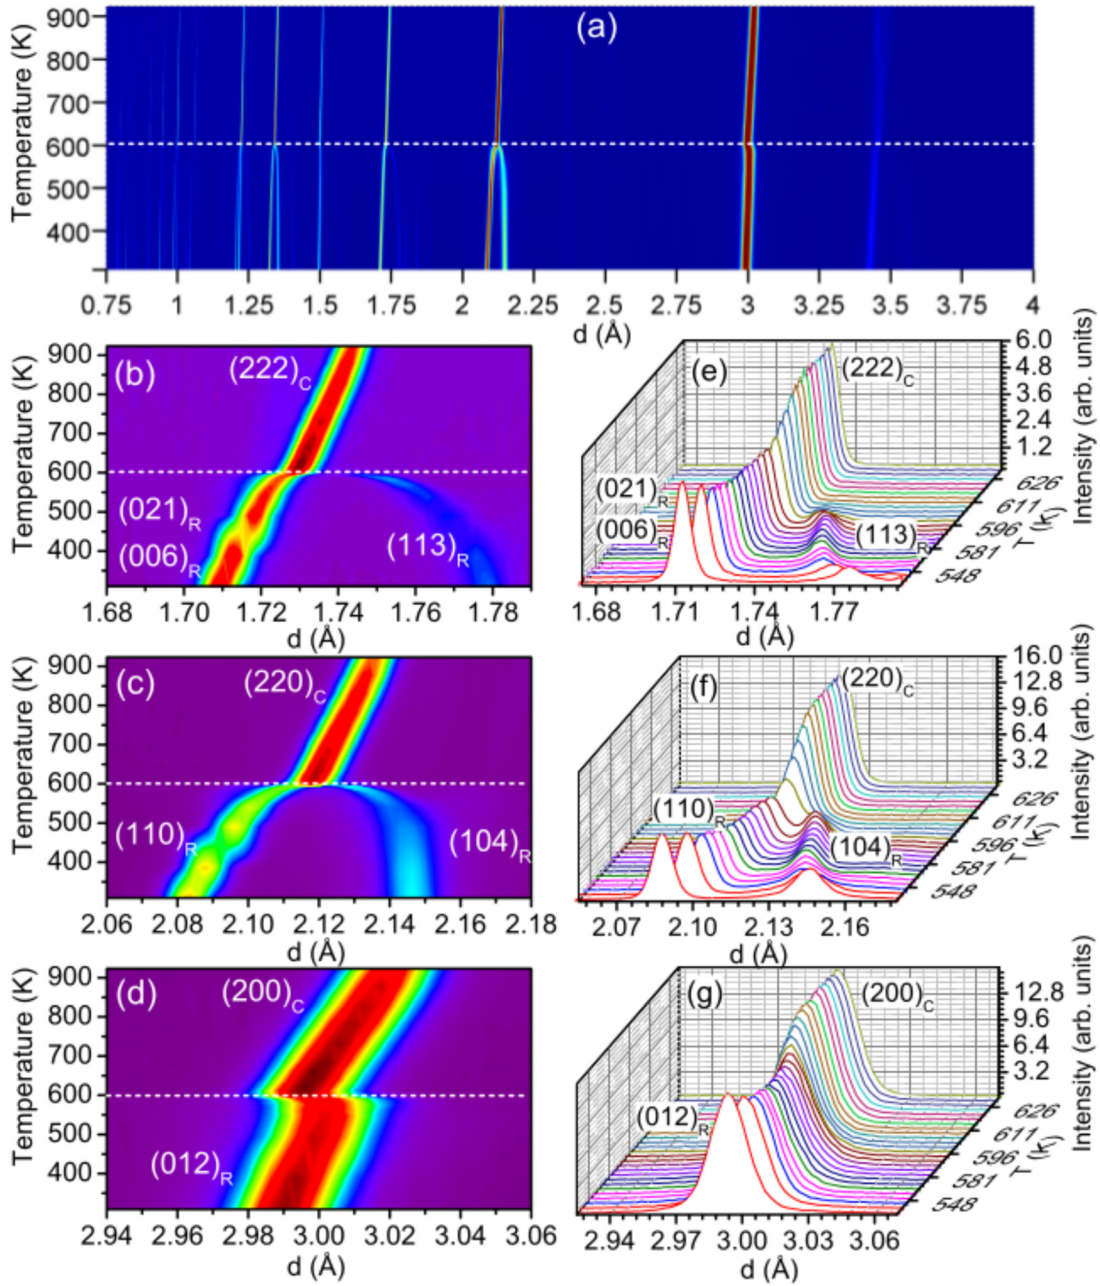 (a)
Temperature (K)
900
800
700
600
500
400
0.75 1 1.25 1.5 1.75 2 2.25 2.5 2.75 3 3.25 3.5 3.75 4
d (Å)
(b)
(222)C
(021)R
(006)R
(113)R
Temperature (K)
900
800
700
600
500
400
1.68 1.70 1.72 1.74 1.76 1.78
d (Å)
(e)
(222)C
(021)R
(006)R
(113)R
6.0
4.8
3.6
2.4
1.2
Intensity (arb. units)
626
611
596
581
548
T (K)
1.68 1.71 1.74 1.77
d (Å)
(c)
(220)C
(110)R
(104)R
Temperature (K)
900
800
700
600
500
400
2.06 2.08 2.10 2.12 2.14 2.16 2.18
d (Å)
(f)
(220)C
(110)R
(104)R
16.0
12.8
9.6
6.4
3.2
Intensity (arb. units)
626
611
596
581
548
T (K)
2.07 2.10 2.13 2.16
d (Å)
(d)
(200)C
(012)R
Temperature (K)
900
800
700
600
500
400
2.94 2.96 2.98 3.00 3.02 3.04 3.06
d (Å)
(g)
(200)C
(012)R
12.8
9.6
6.4
3.2
Intensity (arb. units)
626
611
596
581
548
T (K)
2.94 2.97 3.00 3.03 3.06
d (Å)